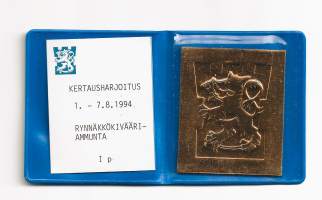 KERTAUSHARJOITUS
1. - 7.8.1994
RYNNÄKKÖKIVÄÄRI-
AMMUNTA
I p